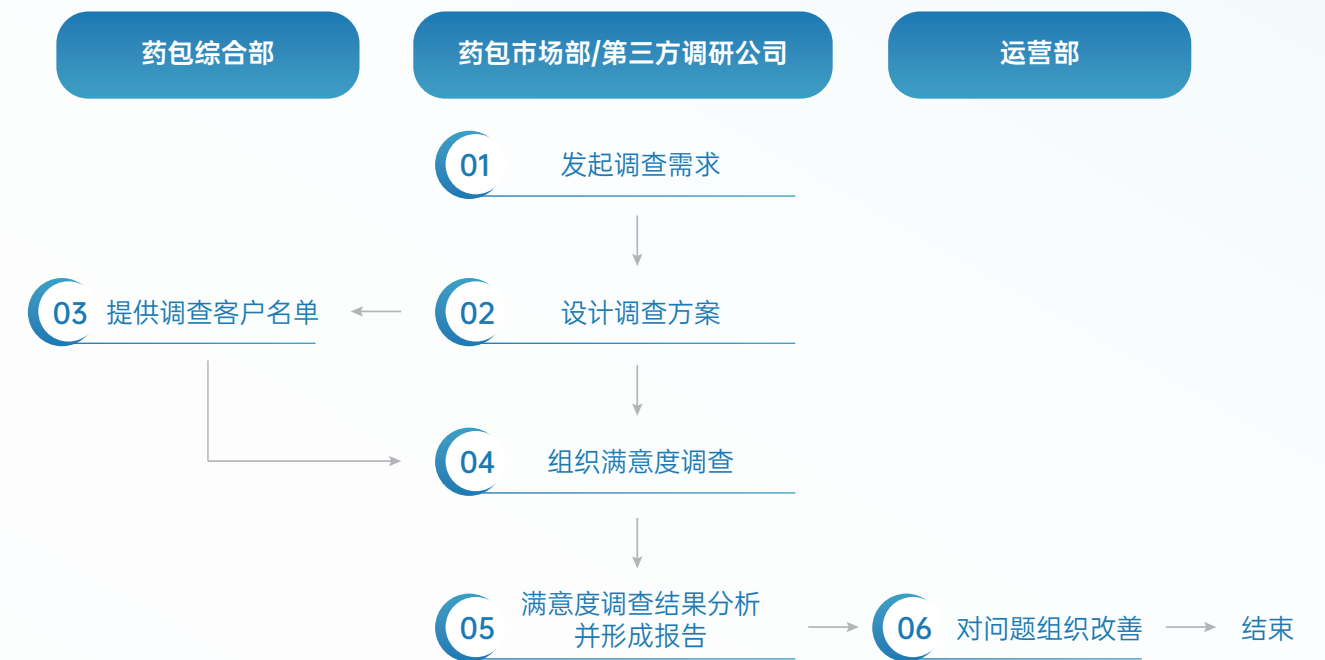 药包综合部
药包市场部/第三方调研公司
运营部
01 发起调查需求
03 提供调查客户名单
02 设计调查方案
04 组织满意度调查
05 满意度调查结果分析
并形成报告
06 对问题组织改善
结束